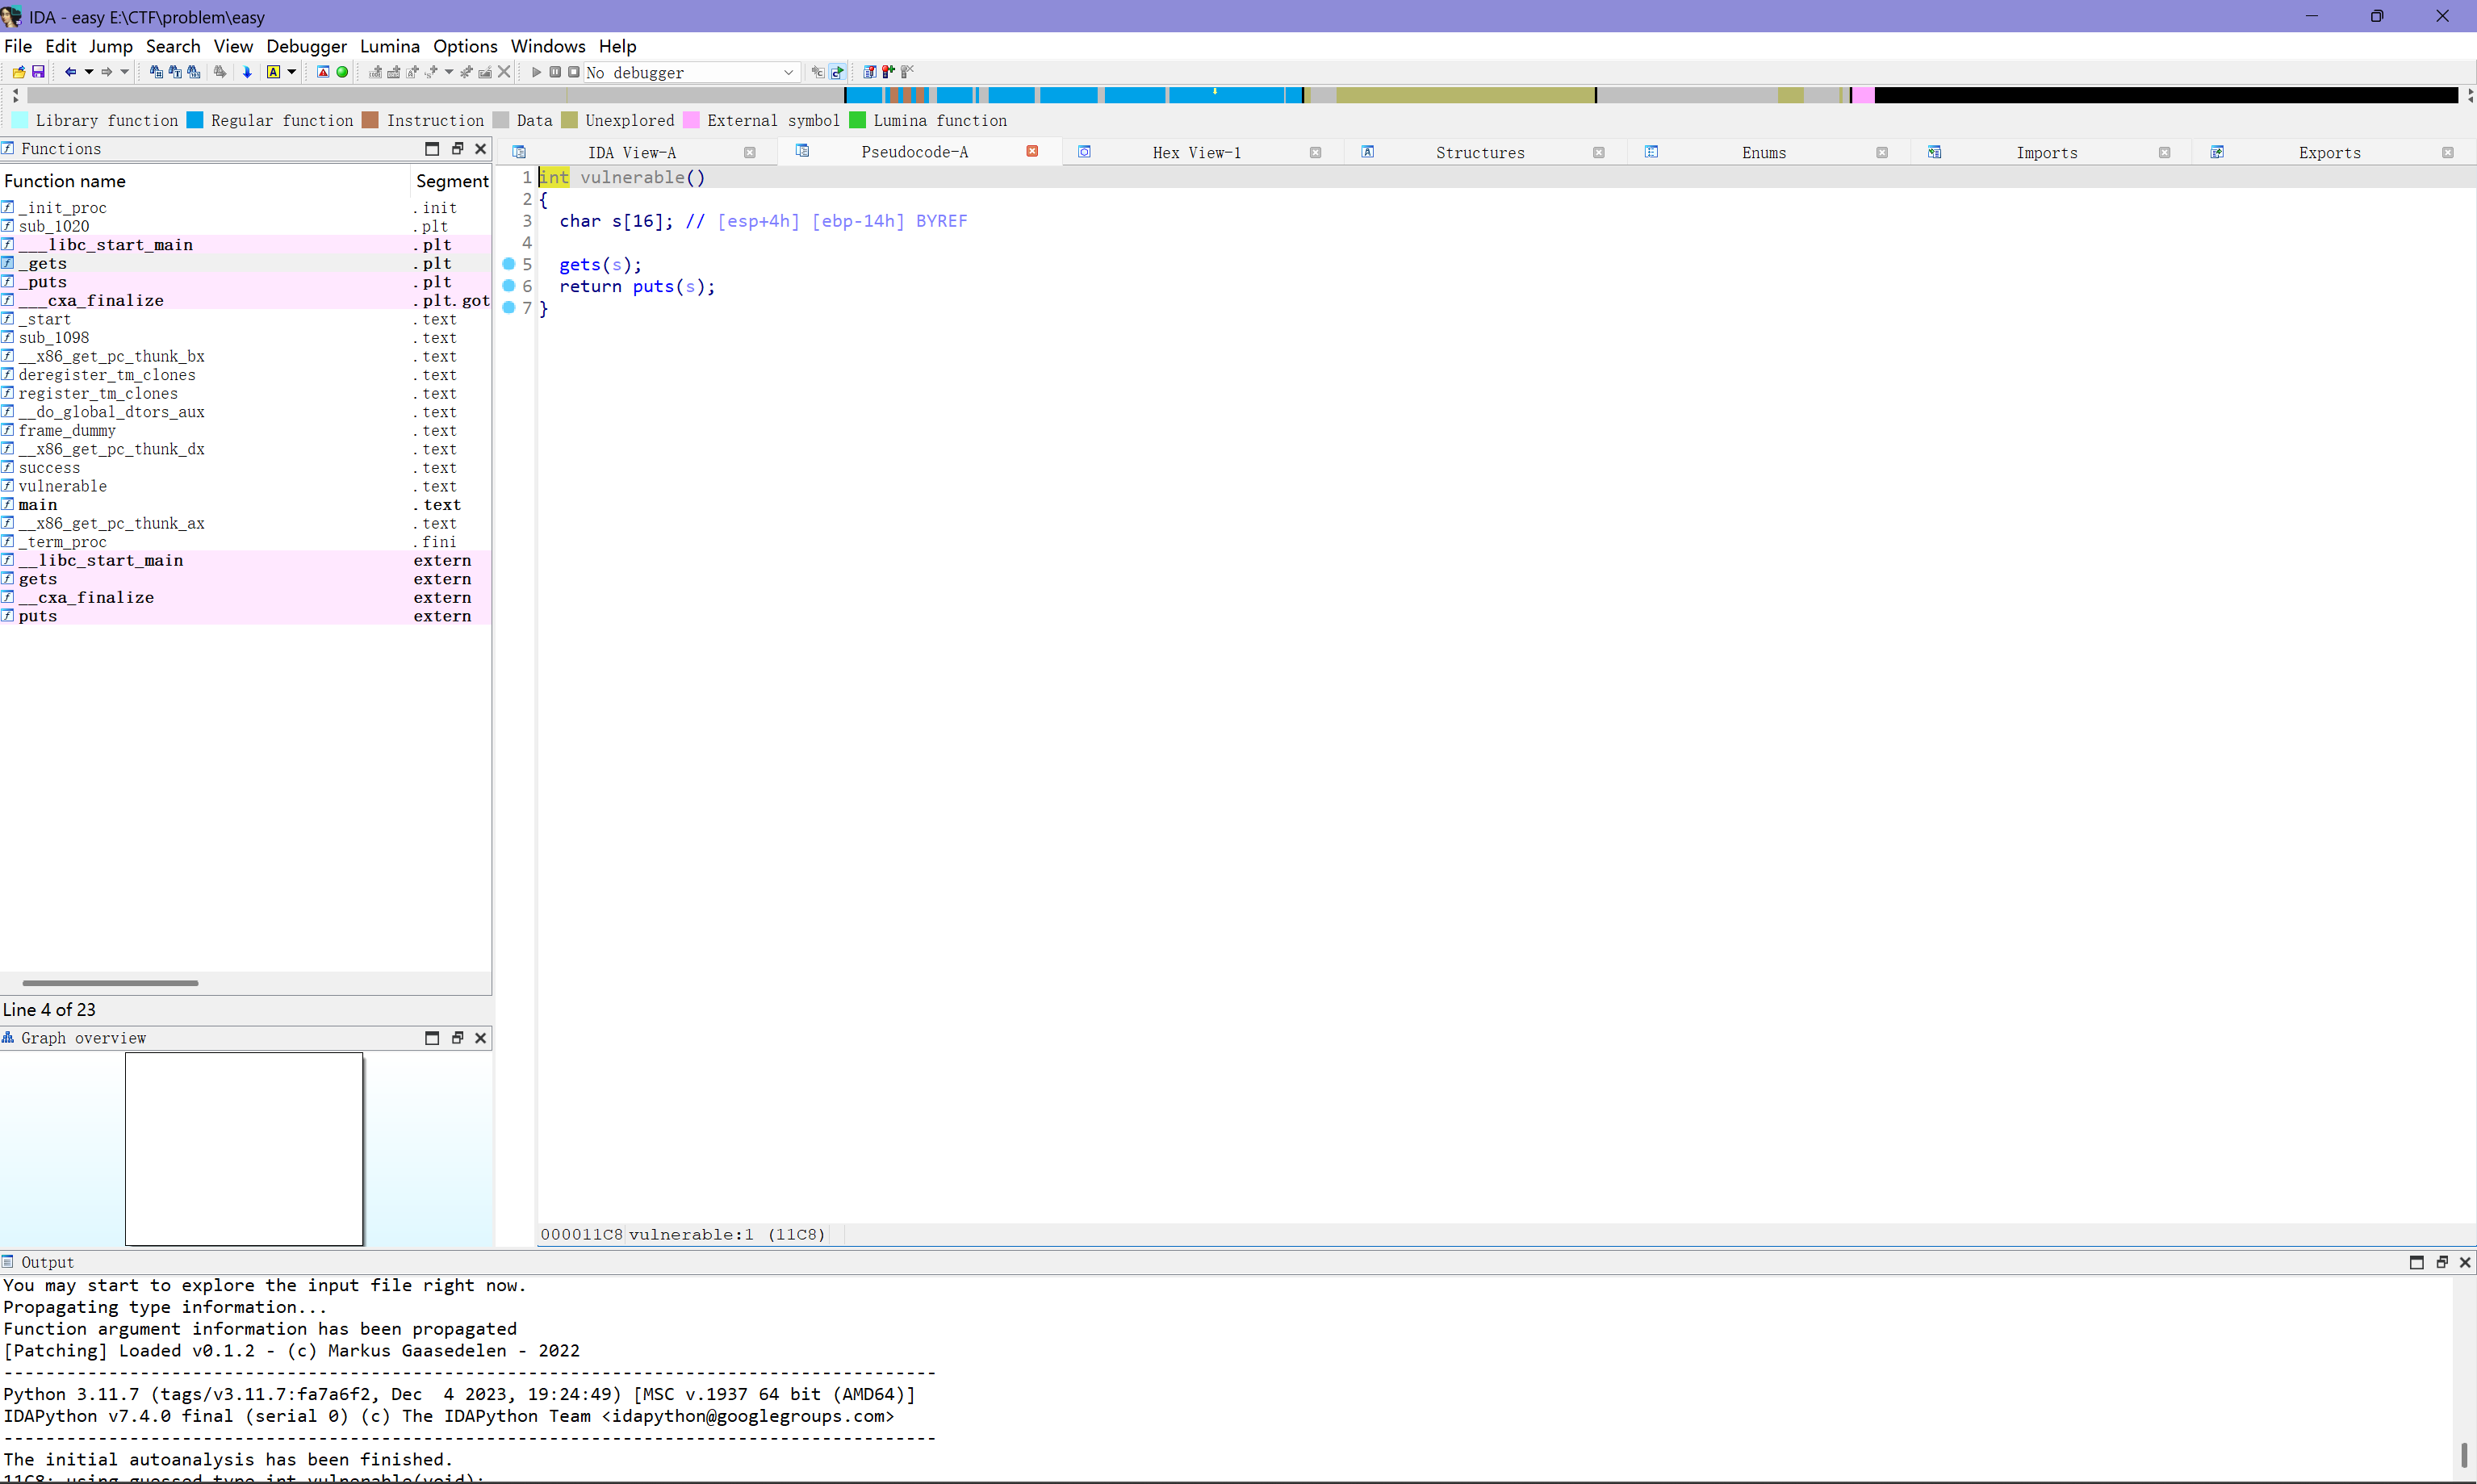 IDA - easy E:\CTF\problem\easy
File Edit Jump Search View Debugger Lumina Options Windows Help
No debugger
Library function Regular function Instruction Data Unexplored External symbol Lumina function
Functions
Function name Segment
_init_proc .init
sub_1020 .plt
___libc_start_main .plt
_gets .plt
_puts .plt
___cxa_finalize .plt.got
_start .text
sub_1098 .text
__x86_get_pc_thunk_bx .text
deregister_tm_clones .text
register_tm_clones .text
__do_global_dtors_aux .text
frame_dummy .text
__x86_get_pc_thunk_dx .text
success .text
vulnerable .text
main .text
__x86_get_pc_thunk_ax .text
_term_proc .fini
__libc_start_main extern
gets extern
__cxa_finalize extern
puts extern
Line 4 of 23
Graph overview
IDA View-A Pseudocode-A Hex View-1 Structures Enums Imports Exports
1 int vulnerable()
2 {
3 char s[16]; // [esp+4h] [ebp-14h] BYREF
4
5 gets(s);
6 return puts(s);
7 }
000011C8 vulnerable:1 (11C8)
Output
You may start to explore the input file right now.
Propagating type information...
Function argument information has been propagated
[Patching] Loaded v0.1.2 - (c) Markus Gaasedelen - 2022
-----------------------------------------------------------------------------------------
Python 3.11.7 (tags/v3.11.7:fa7a6f2, Dec  4 2023, 19:24:49) [MSC v.1937 64 bit (AMD64)]
IDAPython v7.4.0 final (serial 0) (c) The IDAPython Team <idapython@googlegroups.com>
-----------------------------------------------------------------------------------------
The initial autoanalysis has been finished.
11C8: using guessed type int vulnerable(void);